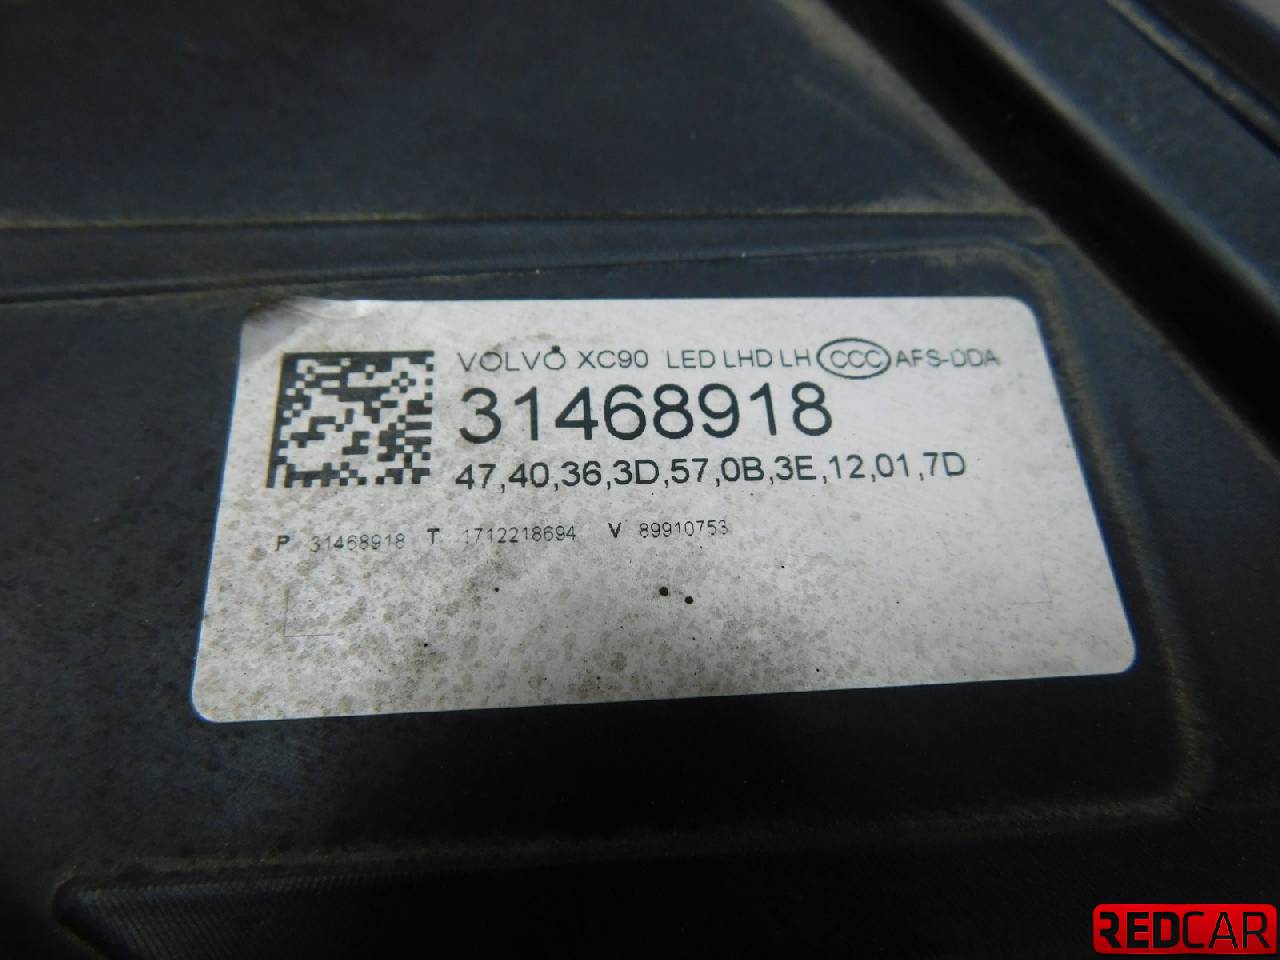 VOLVO XC90 LED LHD LH CCC AFS-DDA
31468918
47,40,36,3D,57,0B,3E,12,01,7D
P 31468918 T 1712218694 V 89910753
REDCAR